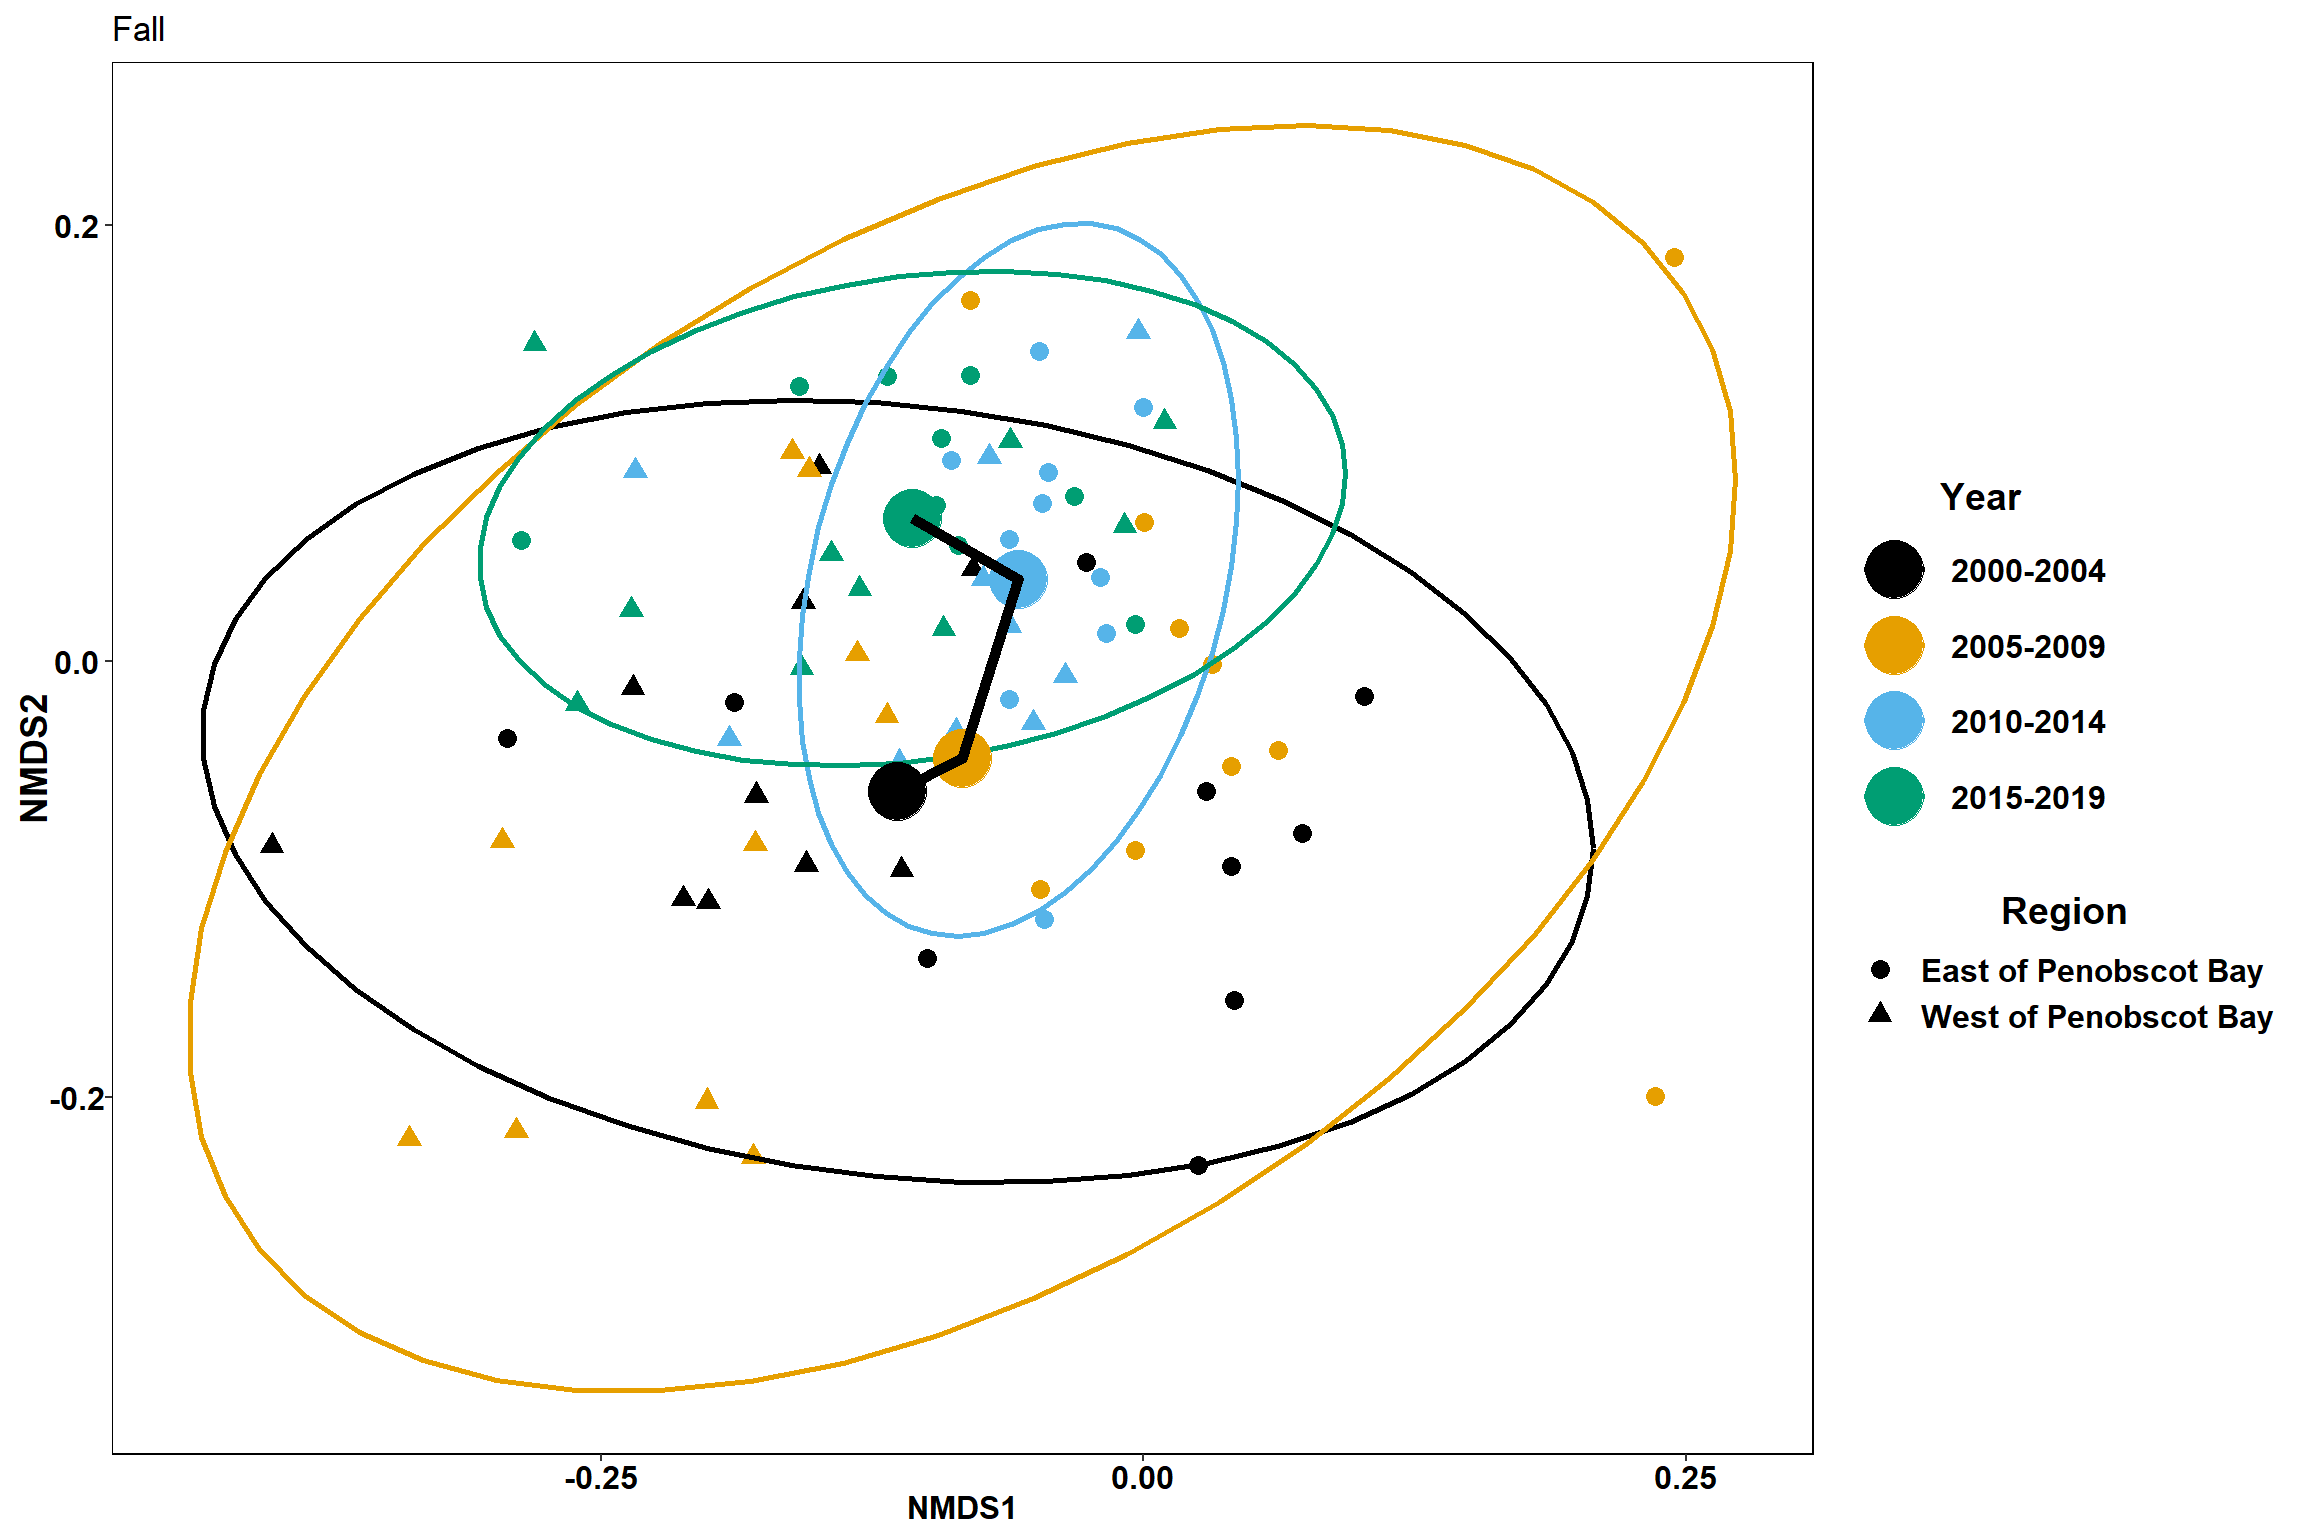 Fall
NMDS2
0.2
0.0
-0.2
-0.25
0.00
0.25
NMDS1
Year
2000-2004
2005-2009
2010-2014
2015-2019
Region
East of Penobscot Bay
West of Penobscot Bay